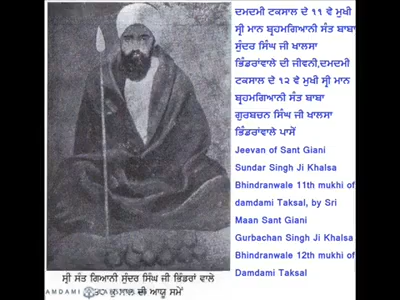 ਦਮਦਮੀ ਟਕਸਾਲ ਦੇ ੧੧ ਵੇ ਮੁਖੀ
ਸ੍ਰੀ ਮਾਨ ਬ੍ਰਹਮਗਿਆਨੀ ਸੰਤ ਬਾਬਾ
ਸੁੰਦਰ ਸਿੰਘ ਜੀ ਖਾਲਸਾ
ਭਿੰਡਰਾਂਵਾਲੇ ਦੀ ਜੀਵਨੀ,ਦਮਦਮੀ
ਟਕਸਾਲ ਦੇ ੧੨ ਵੇ ਮੁਖੀ ਸ੍ਰੀ ਮਾਨ
ਬ੍ਰਹਮਗਿਆਨੀ ਸੰਤ ਬਾਬਾ
ਗੁਰਬਚਨ ਸਿੰਘ ਜੀ ਖਾਲਸਾ
ਭਿੰਡਰਾਂਵਾਲੇ ਪਾਸੋਂ
Jeevan of Sant Giani
Sundar Singh Ji Khalsa
Bhindranwale 11th mukhi of
damdami Taksal, by Sri
Maan Sant Giani
Gurbachan Singh Ji Khalsa
Bhindranwale 12th mukhi of
Damdami Taksal
ਸ੍ਰੀ ਸੰਤ ਗਿਆਨੀ ਸੁੰਦਰ ਸਿੰਘ ਜੀ ਭਿੰਡਰਾਂ ਵਾਲੇ
ਦੀ ਆਯੂ ਸਮੇਂ